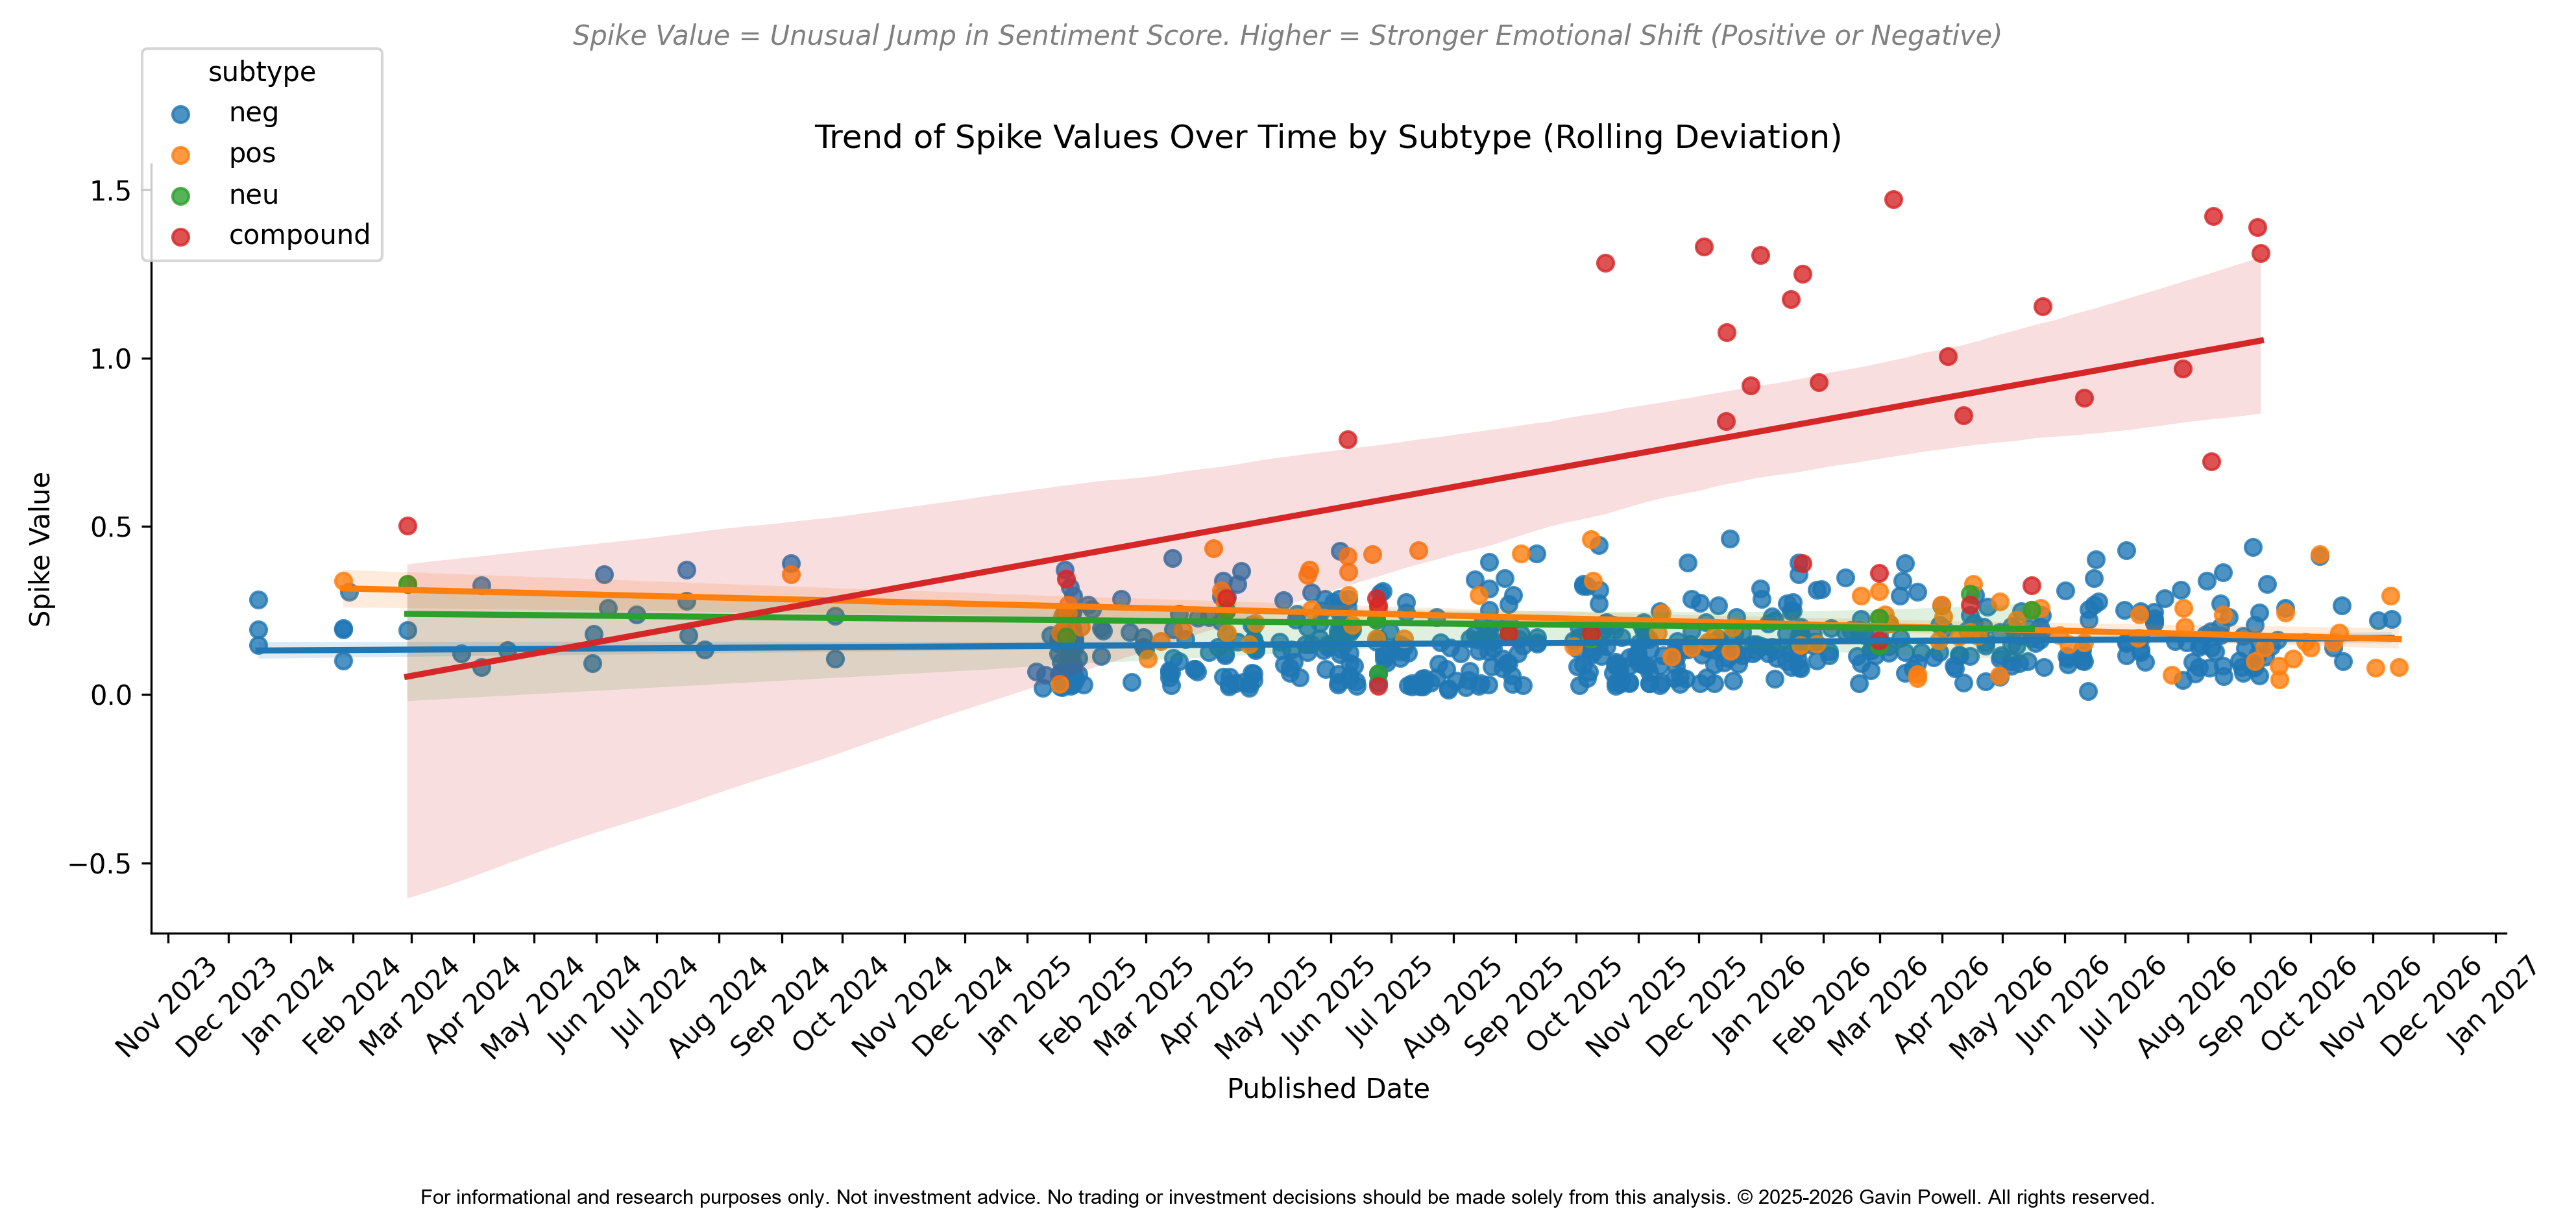 Spike Value = Unusual Jump in Sentiment Score. Higher = Stronger Emotional Shift (Positive or Negative)
subtype
neg
pos
neu
compound
Trend of Spike Values Over Time by Subtype (Rolling Deviation)
1.5
1.0
0.5
0.0
−0.5
Spike Value
Nov 2023
Dec 2023
Jan 2024
Feb 2024
Mar 2024
Apr 2024
May 2024
Jun 2024
Jul 2024
Aug 2024
Sep 2024
Oct 2024
Nov 2024
Dec 2024
Jan 2025
Feb 2025
Mar 2025
Apr 2025
May 2025
Jun 2025
Jul 2025
Aug 2025
Sep 2025
Oct 2025
Nov 2025
Dec 2026
Jan 2026
Feb 2026
Mar 2026
Apr 2026
May 2026
Jun 2026
Jul 2026
Aug 2026
Sep 2026
Oct 2026
Nov 2026
Dec 2026
Jan 2027
Published Date
For informational and research purposes only. Not investment advice. No trading or investment decisions should be made solely from this analysis. © 2025-2026 Gavin Powell. All rights reserved.